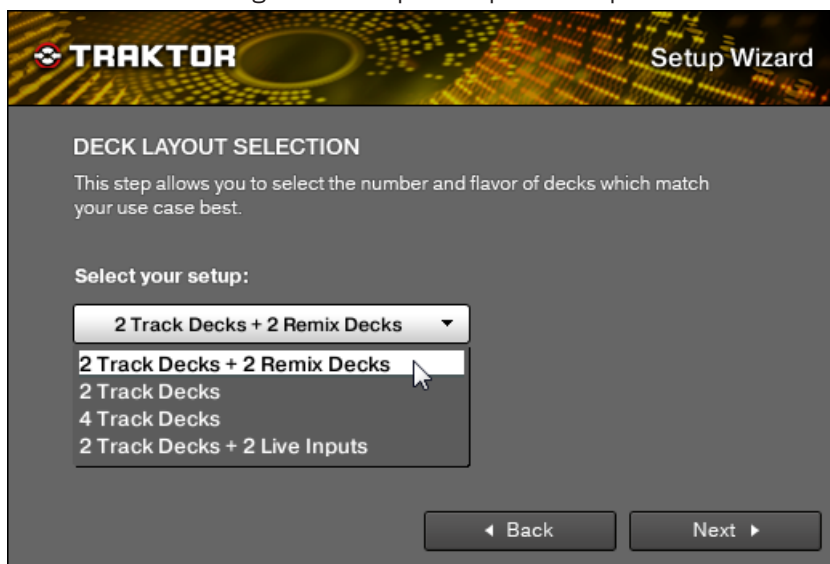 TRAKTOR
Setup Wizard
DECK LAYOUT SELECTION
This step allows you to select the number and flavor of decks which match
your use case best.
Select your setup:
2 Track Decks + 2 Remix Decks
2 Track Decks + 2 Remix Decks
2 Track Decks
4 Track Decks
2 Track Decks + 2 Live Inputs
Back
Next